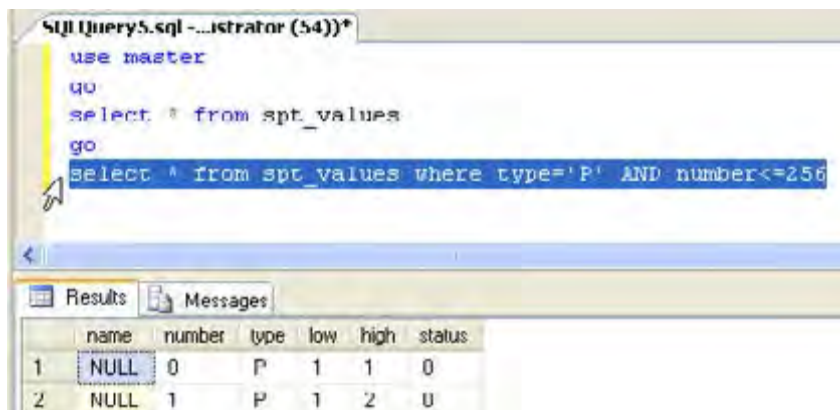 SQLQuery5.sql -...istrator (54))*
use master
go
select * from spt_values
go
select * from spt_values where type='P' AND number<=256
Results Messages
name number type low high status
1 NULL 0 P 1 1 0
2 NULL 1 P 1 2 0